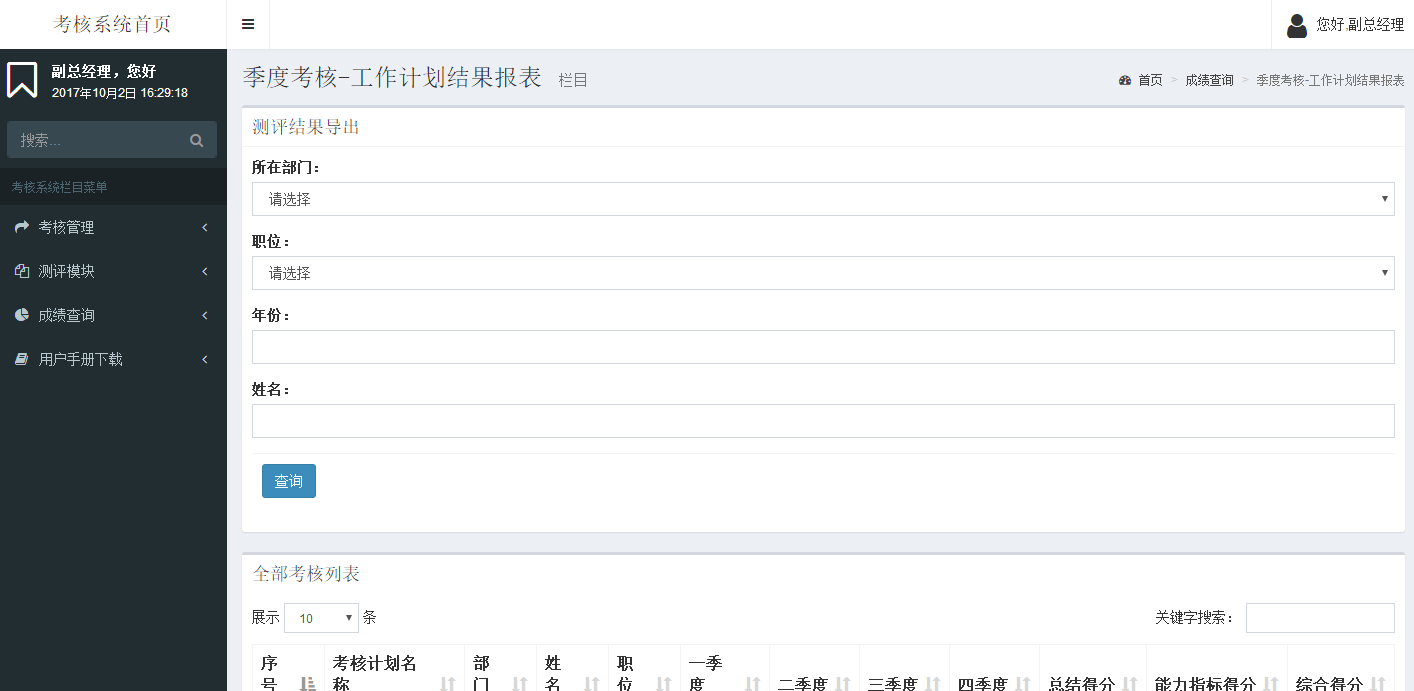 考核系统首页
您好,副总经理
副总经理，您好
2017年10月2日 16:29:18
搜索...
考核系统栏目菜单
考核管理
测评模块
成绩查询
用户手册下载
季度考核-工作计划结果报表 栏目
首页 > 成绩查询 > 季度考核-工作计划结果报表
测评结果导出
所在部门：
请选择
职位：
请选择
年份：
姓名：
查询
全部考核列表
展示 10 条
关键字搜索：
序号
考核计划名称
部门
姓名
职位
一季度
二季度
三季度
四季度
总结得分
能力指标得分
综合得分